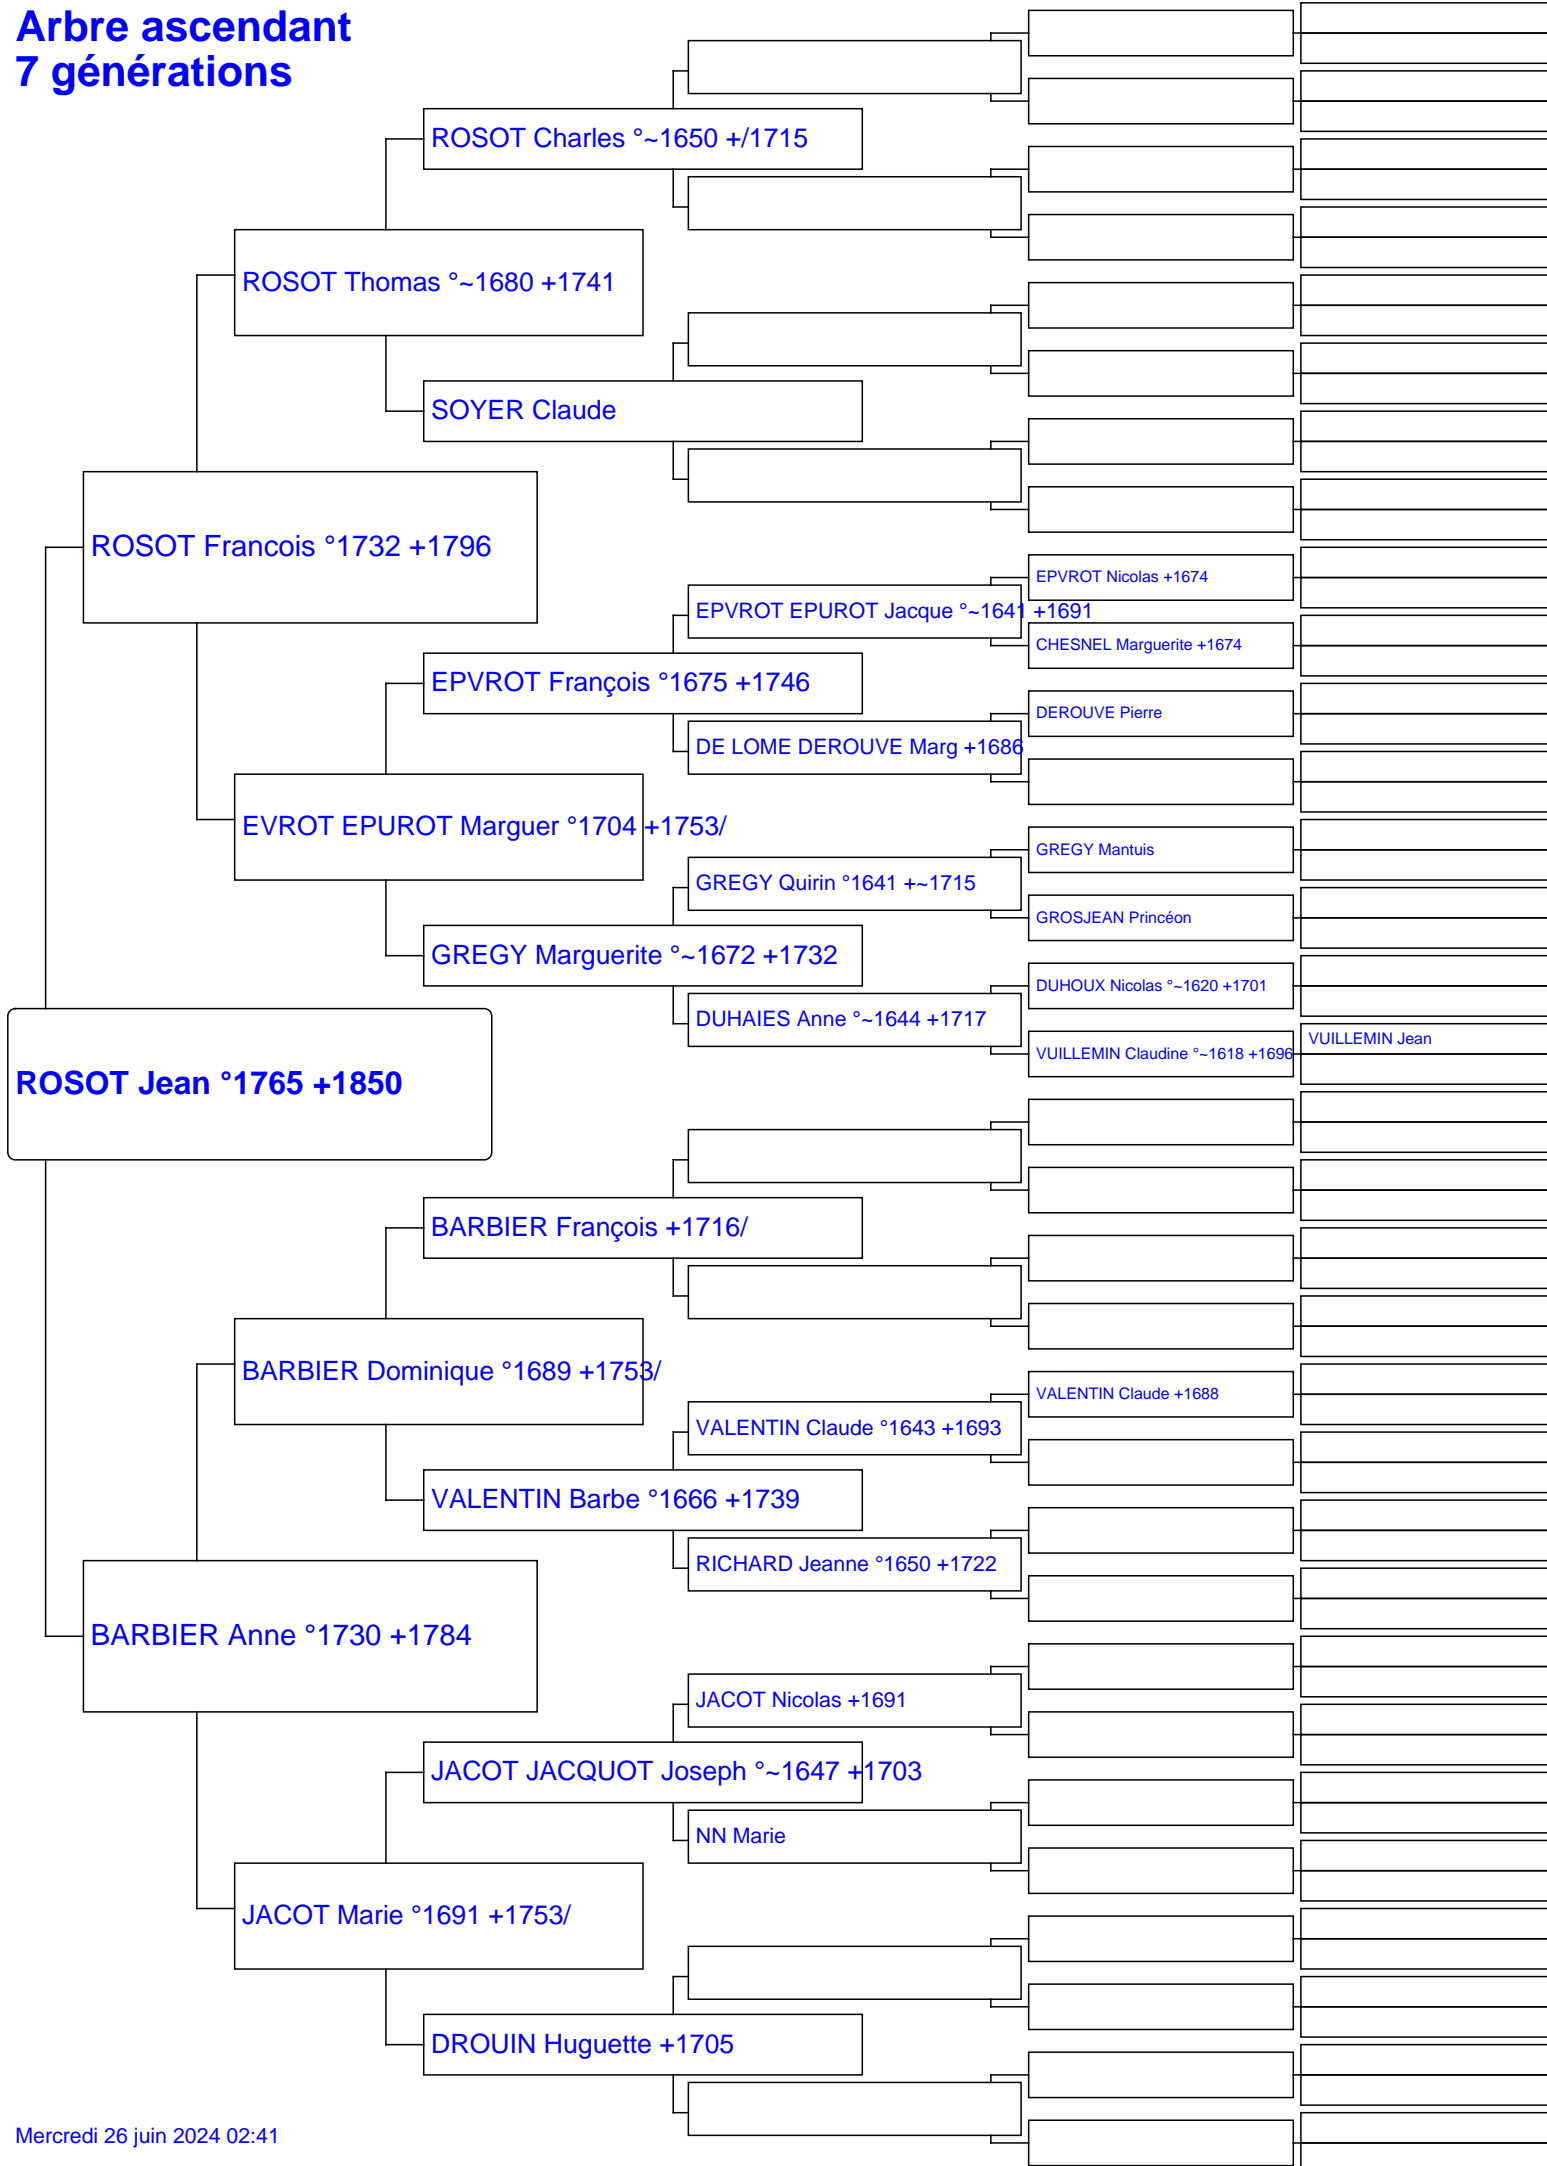 Arbre ascendant
7 générations
ROSOT Charles °~1650 +/1715
ROSOT Thomas °~1680 +1741
SOYER Claude
ROSOT Francois °1732 +1796
EPVROT Nicolas +1674
EPVROT EPUROT Jacque °~1641 +1691
CHESNEL Marguerite +1674
EPVROT François °1675 +1746
DEROUVE Pierre
DE LOME DEROUVE Marg +1686
EVROT EPUROT Marguer °1704 +1753/
GREGY Mantuis
GREGY Quirin °1641 +~1715
GROSJEAN Princéon
GREGY Marguerite °~1672 +1732
DUHOUX Nicolas °~1620 +1701
DUHAIES Anne °~1644 +1717
VUILLEMIN Jean
VUILLEMIN Claudine °~1618 +1696
ROSOT Jean °1765 +1850
BARBIER François +1716/
BARBIER Dominique °1689 +1753/
VALENTIN Claude +1688
VALENTIN Claude °1643 +1693
VALENTIN Barbe °1666 +1739
RICHARD Jeanne °1650 +1722
BARBIER Anne °1730 +1784
JACOT Nicolas +1691
JACOT JACQUOT Joseph °~1647 +1703
NN Marie
JACOT Marie °1691 +1753/
DROUIN Huguette +1705
Mercredi 26 juin 2024 02:41